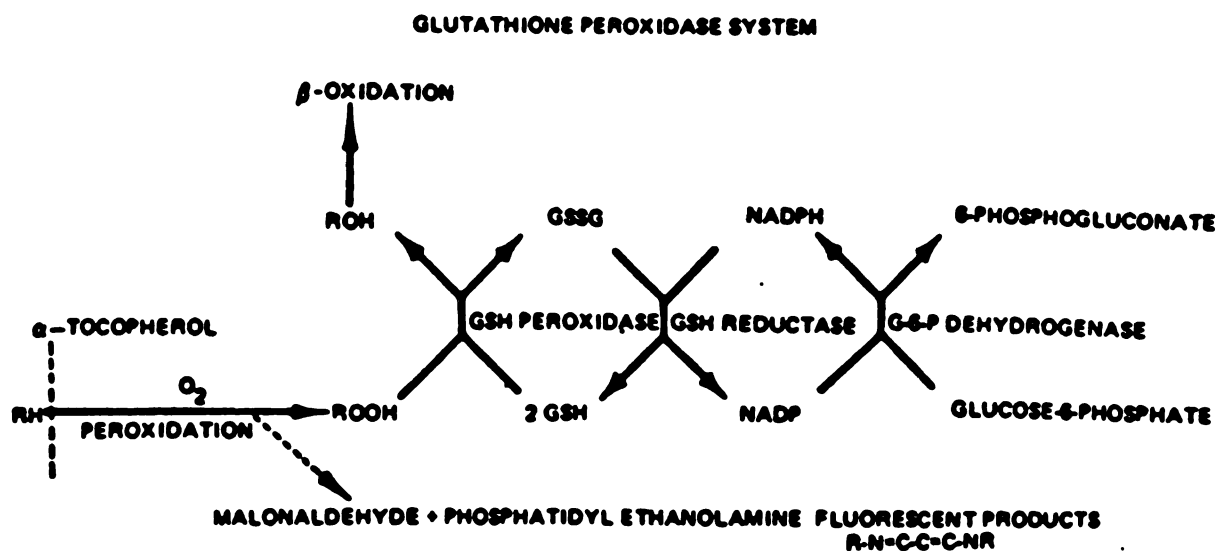 GLUTATHIONE PEROXIDASE SYSTEM
β-OXIDATION
ROH GSSG NADPH 6-PHOSPHOGLUCONATE
α-TOCOPHEROL GSH PEROXIDASE GSH REDUCTASE G-6-P DEHYDROGENASE
O2
RH ROOH 2 GSH NADP GLUCOSE-6-PHOSPHATE
PEROXIDATION
MALONALDEHYDE + PHOSPHATIDYL ETHANOLAMINE FLUORESCENT PRODUCTS
R-N=C-C=C-NR